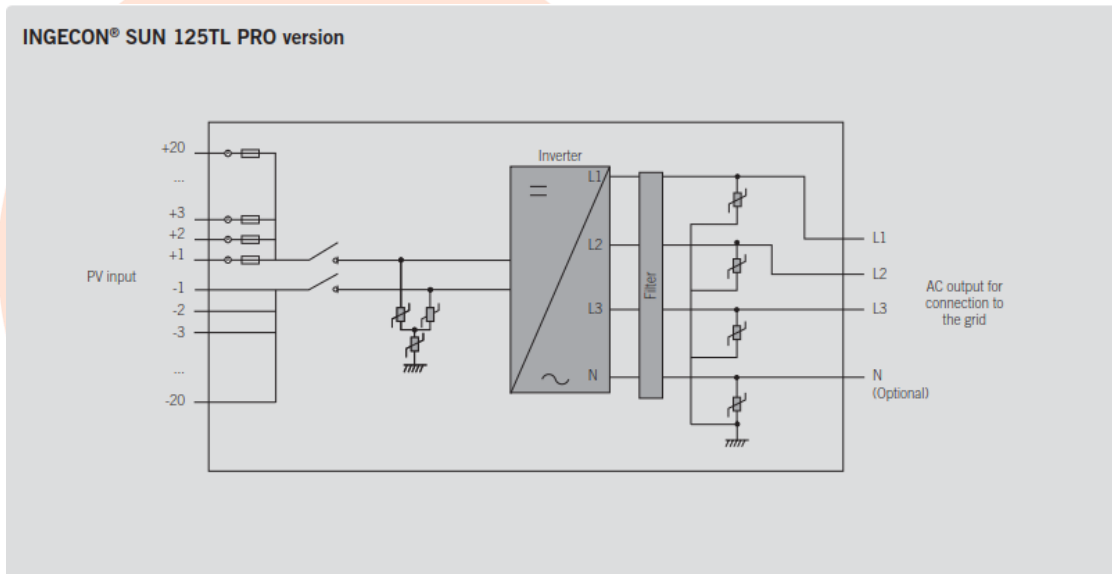 INGECON® SUN 125TL PRO version
+20
...
+3
+2
+1
PV input
-1
-2
-3
...
-20
Inverter
L1
L2
L3
N
Filter
L1
L2
L3
N
(Optional)
AC output for
connection to
the grid